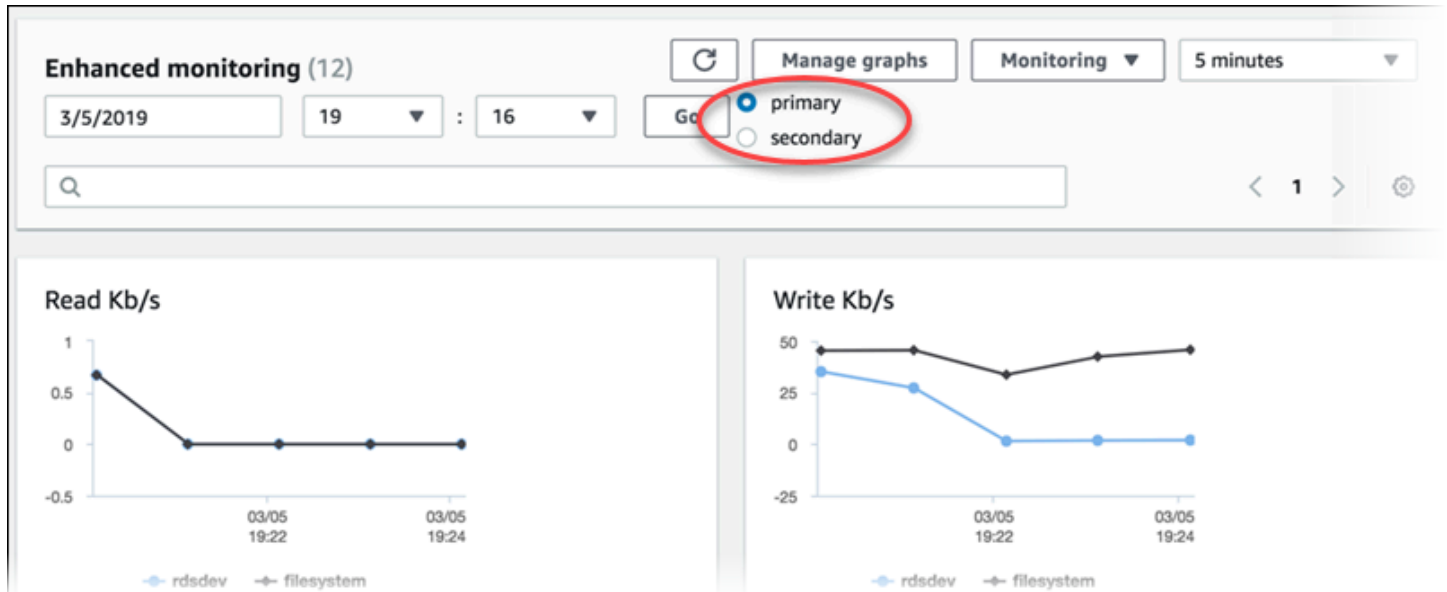 Enhanced monitoring (12)
Manage graphs
Monitoring
5 minutes
3/5/2019
19
:
16
Go
primary
secondary
1
Read Kb/s
1
0.5
0
-0.5
03/05
19:22
03/05
19:24
rdsdev
filesystem
Write Kb/s
50
25
0
-25
03/05
19:22
03/05
19:24
rdsdev
filesystem